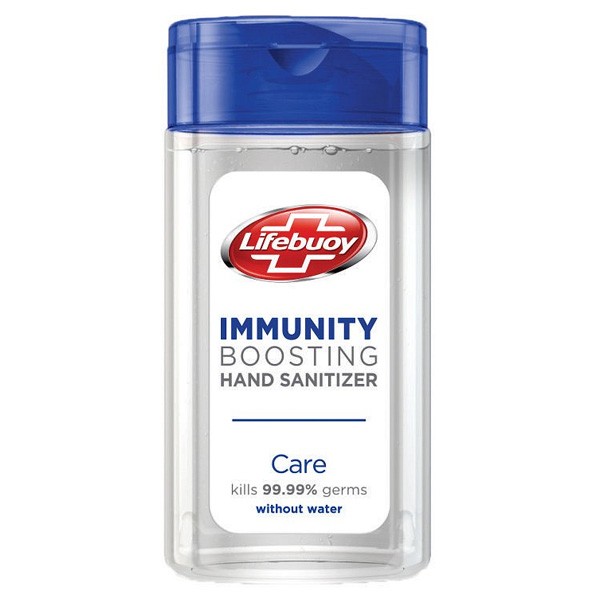 Lifebuoy
IMMUNITY
BOOSTING
HAND SANITIZER
Care
kills 99.99% germs
without water